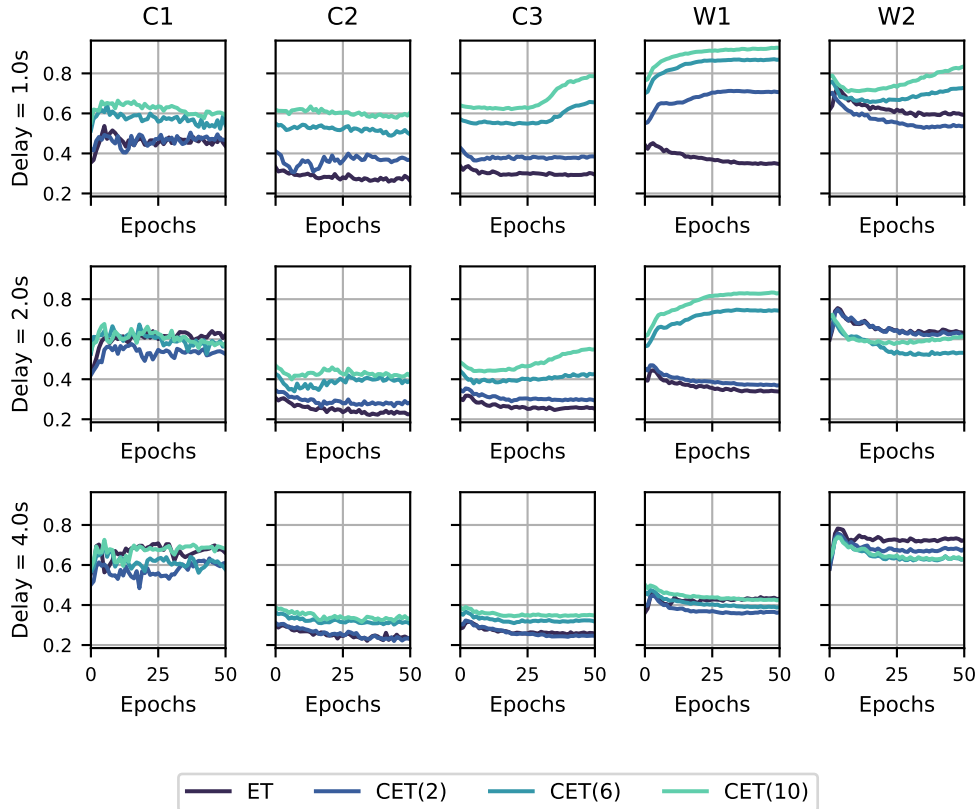 C1 C2 C3 W1 W2
Delay = 1.0s
0.8
0.6
0.4
0.2
Epochs Epochs Epochs Epochs Epochs
Delay = 2.0s
0.8
0.6
0.4
0.2
Epochs Epochs Epochs Epochs Epochs
Delay = 4.0s
0.8
0.6
0.4
0.2
0 25 50 0 25 50 0 25 50 0 25 50 0 25 50
Epochs Epochs Epochs Epochs Epochs
ET CET(2) CET(6) CET(10)